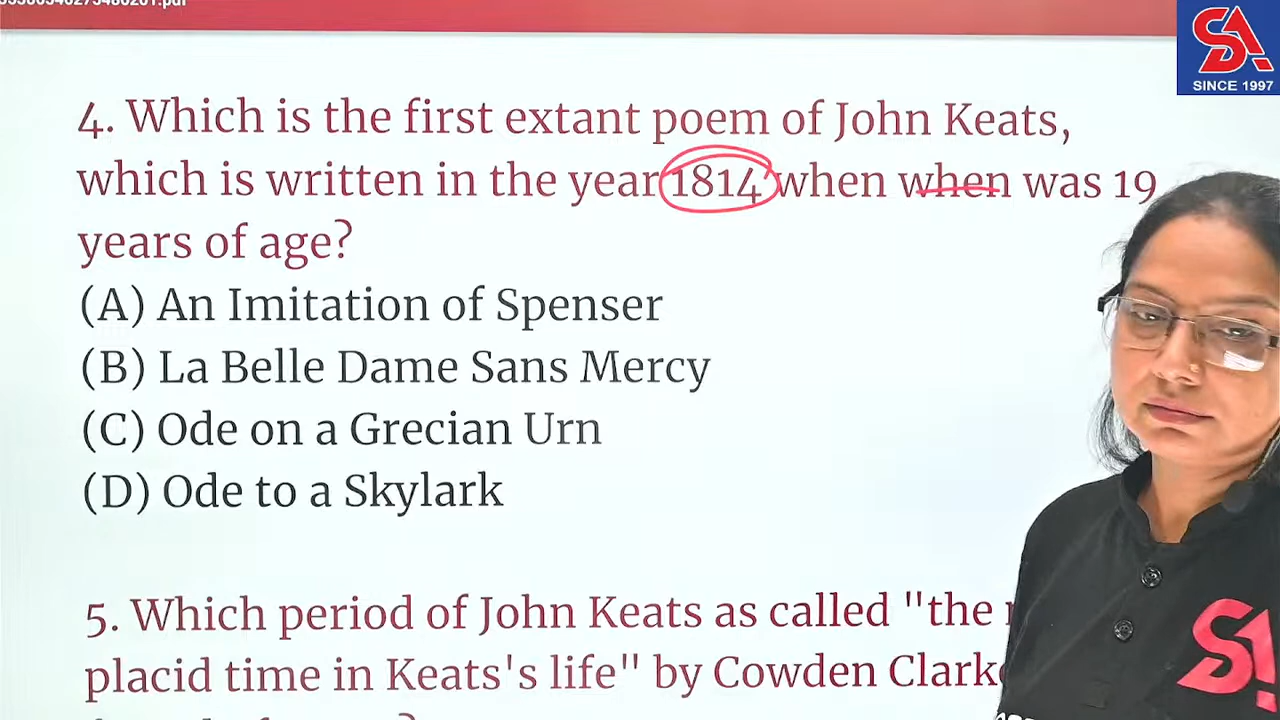 SINCE 1997
4. Which is the first extant poem of John Keats,
which is written in the year 1814 when when was 19
years of age?
(A) An Imitation of Spenser
(B) La Belle Dame Sans Mercy
(C) Ode on a Grecian Urn
(D) Ode to a Skylark
5. Which period of John Keats as called "the
placid time in Keats's life" by Cowden Clarke